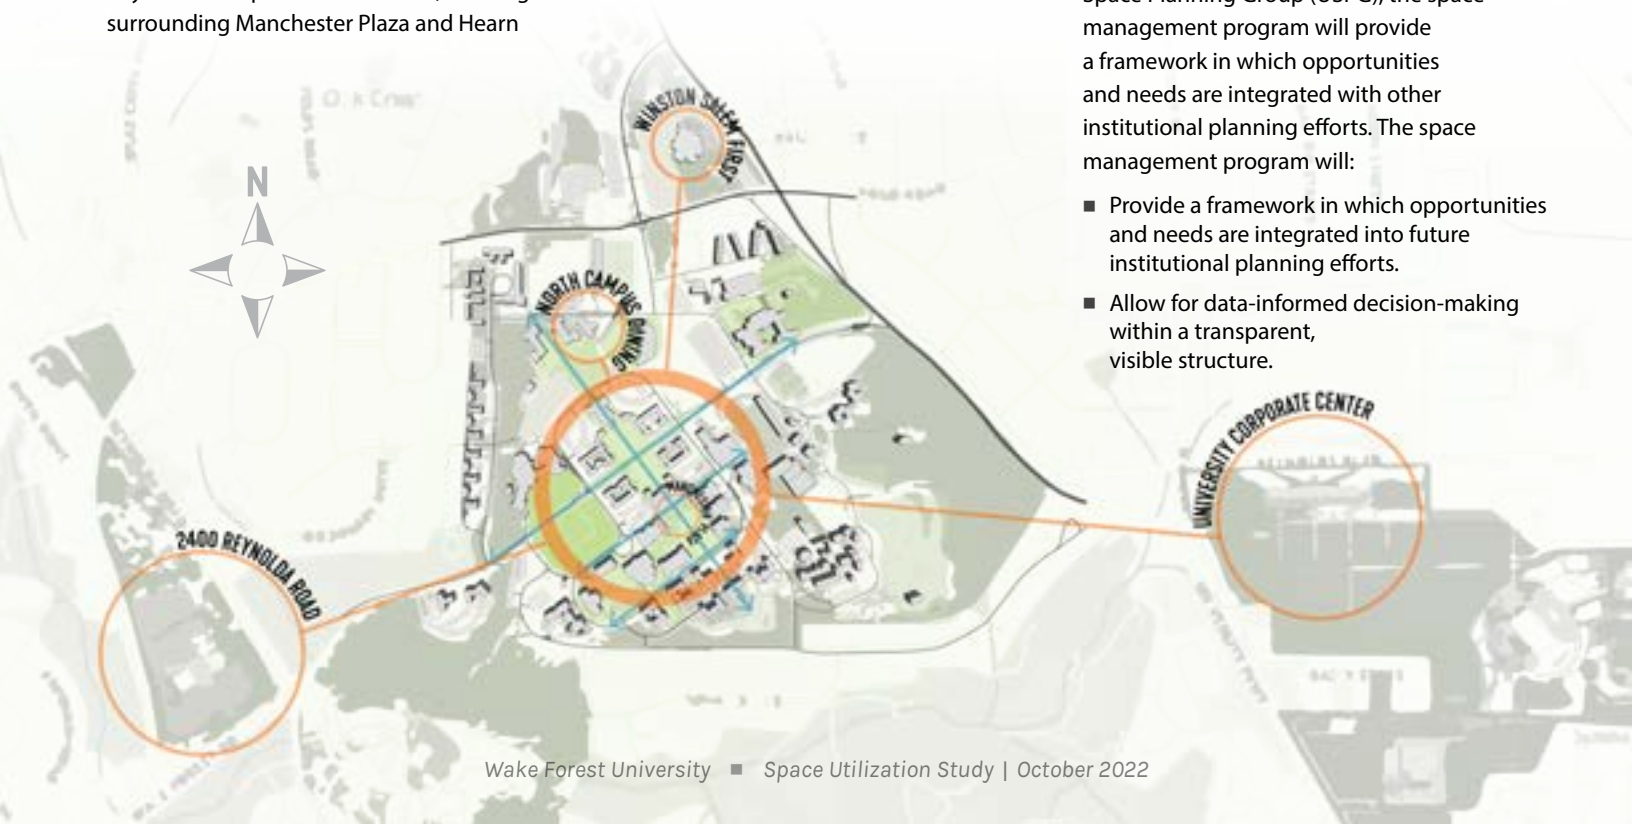 surrounding Manchester Plaza and Hearn
management program will provide
a framework in which opportunities
and needs are integrated with other
institutional planning efforts. The space
management program will:
■ Provide a framework in which opportunities
and needs are integrated into future
institutional planning efforts.
■ Allow for data-informed decision-making
within a transparent,
visible structure.
N
WINSTON SALEM FIRST
NORTH CAMPUS DINING
UNIVERSITY CORPORATE CENTER
2400 REYNOLDA ROAD
Wake Forest University ■ Space Utilization Study | October 2022